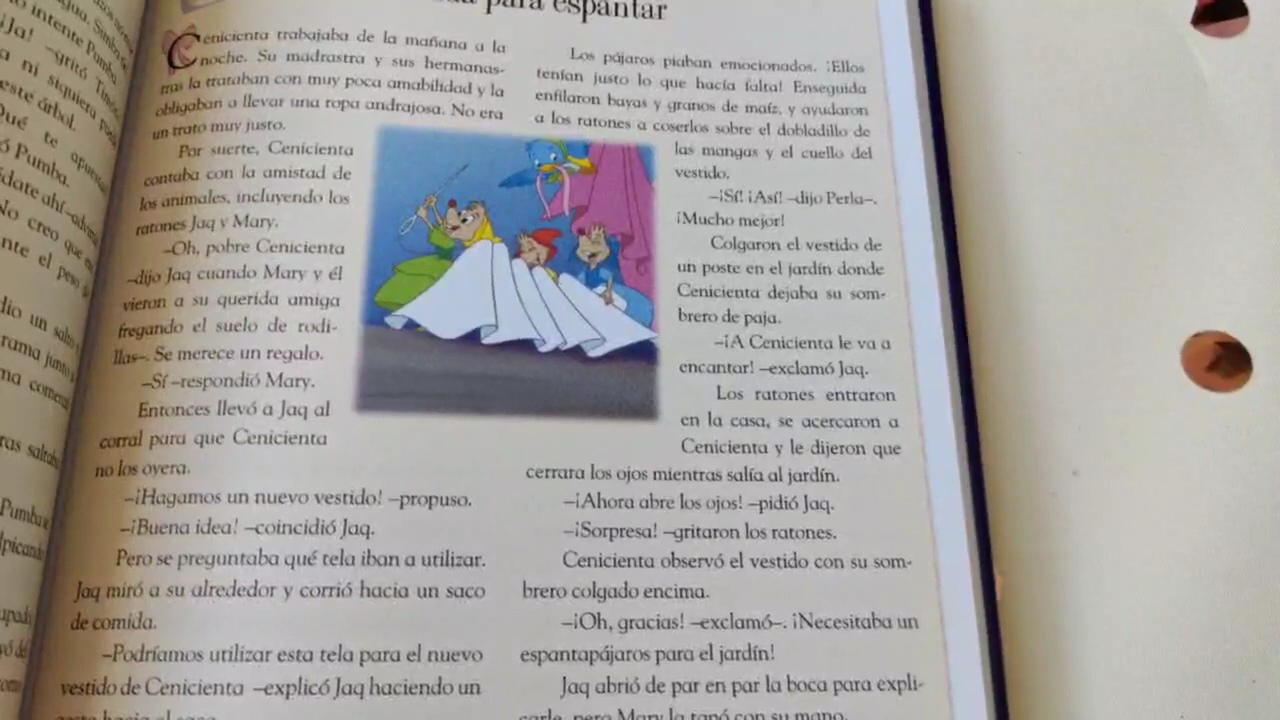 para espantar
Cenicienta trabajaba de la mañana a la
noche. Su madrastra y sus hermanas-
tras la trataban con muy poca amabilidad y la
obligaban a llevar una ropa andrajosa. No era
un trato muy justo.
Por suerte, Cenicienta
contaba con la amistad de
los animales, incluyendo los
ratones Jaq y Mary.
–Oh, pobre Cenicienta
–dijo Jaq cuando Mary y él
vieron a su querida amiga
fregando el suelo de rodi-
llas–. Se merece un regalo.
–Sí –respondió Mary.
Entonces llevó a Jaq al
corral para que Cenicienta
no los oyera.
–¡Hagamos un nuevo vestido! –propuso.
–¡Buena idea! –coincidió Jaq.
Pero se preguntaba qué tela iban a utilizar.
Jaq miró a su alrededor y corrió hacia un saco
de comida.
–Podríamos utilizar esta tela para el nuevo
vestido de Cenicienta –explicó Jaq haciendo un
Los pájaros piaban emocionados. ¡Ellos
tenían justo lo que hacía falta! Enseguida
enfilaron bayas y granos de maíz, y ayudaron
a los ratones a coserlos sobre el dobladillo de
las mangas y el cuello del
vestido.
–¡Sí! ¡Así! –dijo Perla–.
¡Mucho mejor!
Colgaron el vestido de
un poste en el jardín donde
Cenicienta dejaba su som-
brero de paja.
–¡A Cenicienta le va a
encantar! –exclamó Jaq.
Los ratones entraron
en la casa, se acercaron a
Cenicienta y le dijeron que
cerrara los ojos mientras salía al jardín.
–¡Ahora abre los ojos! –pidió Jaq.
–¡Sorpresa! –gritaron los ratones.
Cenicienta observó el vestido con su som-
brero colgado encima.
–¡Oh, gracias! –exclamó–. ¡Necesitaba un
espantapájaros para el jardín!
Jaq abrió de par en par la boca para expli-
carle, pero Mary la tapó con su mano.